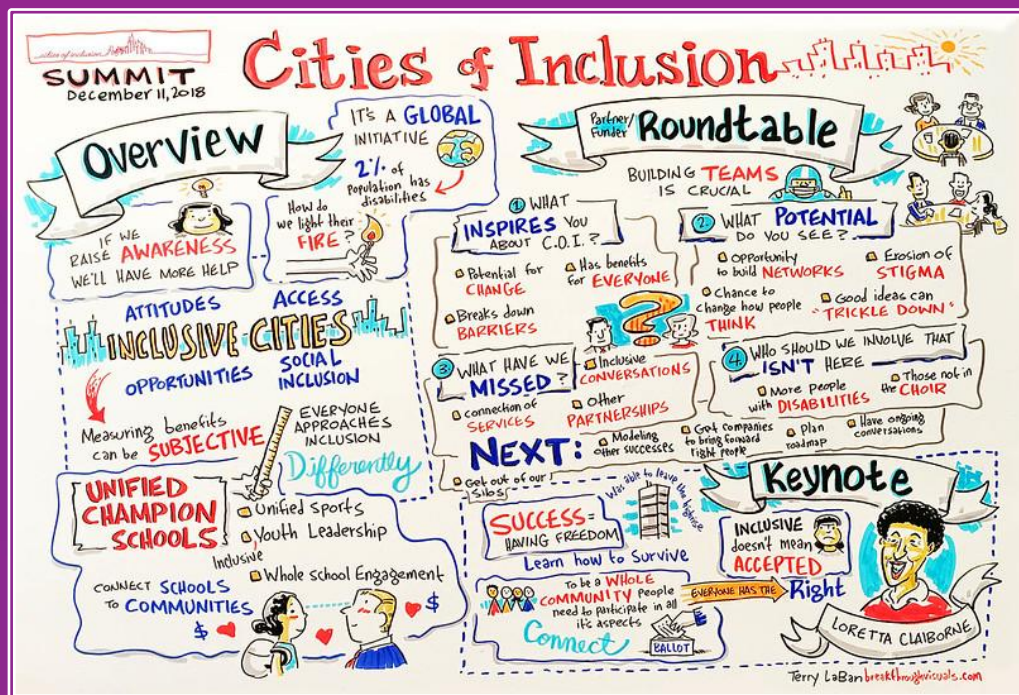 cities of inclusion
SUMMIT
December 11, 2018
Cities of Inclusion
Overview
IT'S A GLOBAL
INITIATIVE
2% of
Population has
disabilities
How do
we light their
FIRE?
IF WE
RAISE AWARENESS
WE'LL HAVE MORE HELP
ATTITUDES
ACCESS
INCLUSIVE CITIES
OPPORTUNITIES
SOCIAL
INCLUSION
Measuring benefits
can be SUBJECTIVE
EVERYONE
APPROACHES
INCLUSION
Differently
UNIFIED
CHAMPION
SCHOOLS
Unified Sports
Inclusive
Youth Leadership
Whole School Engagement
CONNECT SCHOOLS
TO COMMUNITIES
$
$
Partner/
Funder
Roundtable
BUILDING TEAMS
IS CRUCIAL
1. WHAT
INSPIRES YOU
ABOUT C.O.I.?
Potential for
CHANGE
Has benefits
for EVERYONE
Breaks down
BARRIERS
?
2. WHAT POTENTIAL
DO YOU SEE?
Opportunity
to build NETWORKS
Erosion of
STIGMA
Chance to
change how people
THINK
Good ideas can
"TRICKLE DOWN"
3 WHAT HAVE WE
MISSED?
Inclusive
CONVERSATIONS
connection of
SERVICES
Other
PARTNERSHIPS
4. WHO SHOULD WE INVOLVE THAT
ISN'T HERE
More people
with DISABILITIES
Those not in
the CHOIR
NEXT:
Modeling
other successes
Get companies
to bring forward
right people
Plan
roadmap
Have ongoing
conversations
Get out of our
Silos
Keynote
SUCCESS =
HAVING FREEDOM
Was able to leave the highrise
Learn how to Survive
INCLUSIVE
doesn't mean
ACCEPTED
To be a WHOLE
COMMUNITY people
need to participate in all
it's aspects
Connect
BALLOT
EVERYONE HAS THE Right
LORETTA CLAIBORNE
Terry LaBan breakthroughvisuals.com